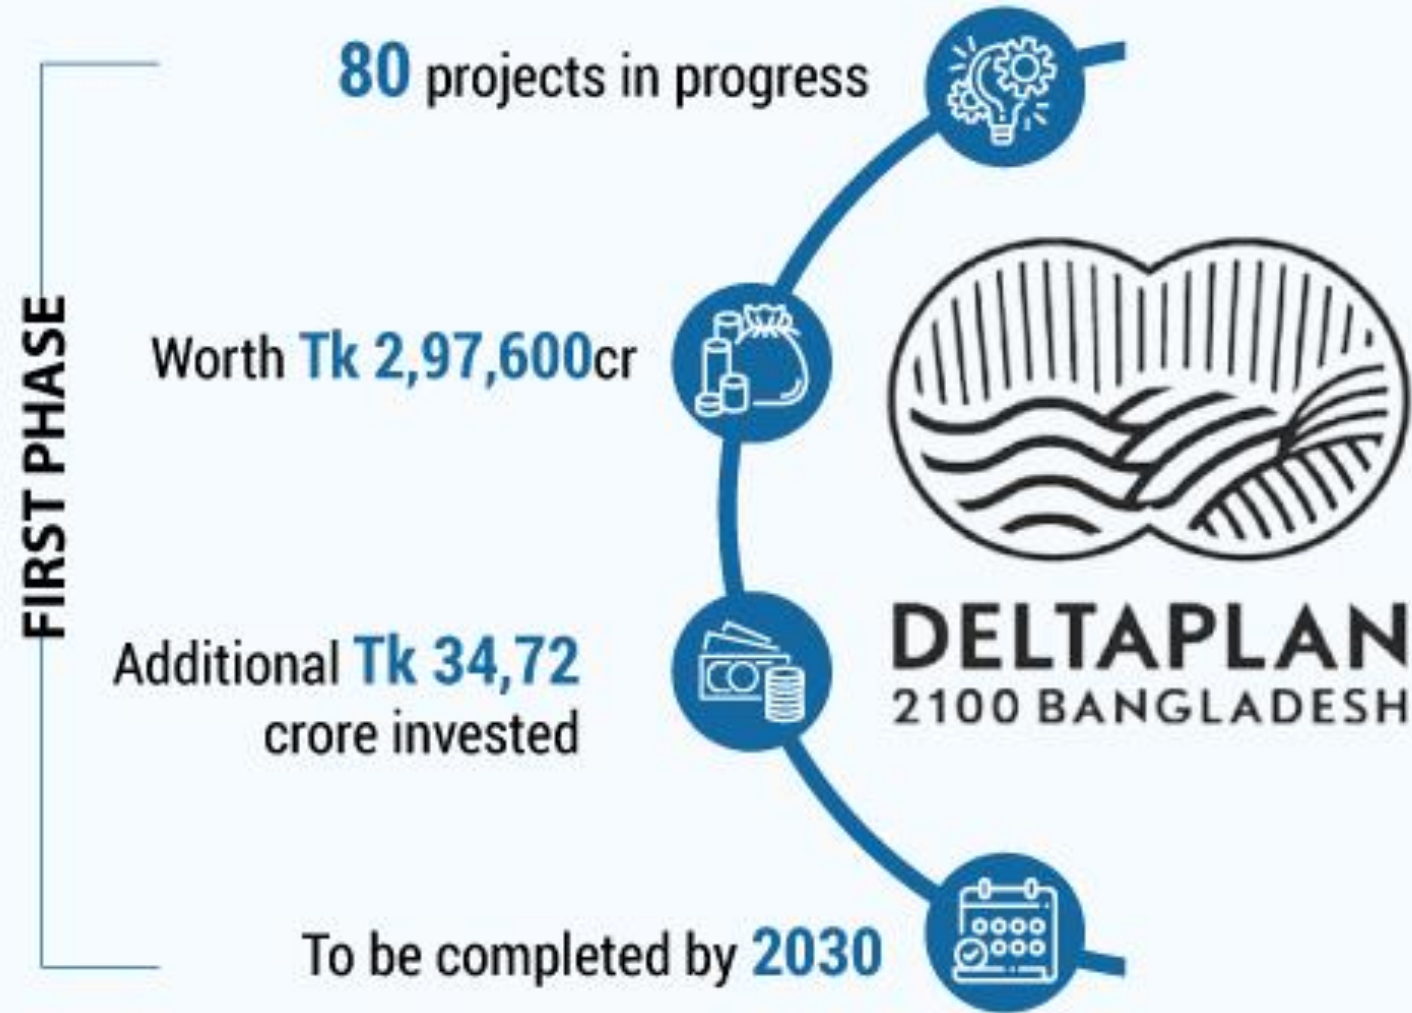 FIRST PHASE
80 projects in progress
Worth Tk 2,97,600cr
Additional Tk 34,72
crore invested
To be completed by 2030
DELTAPLAN
2100 BANGLADESH